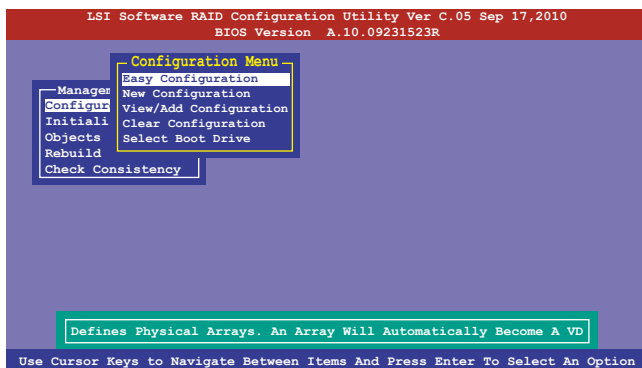 LSI Software RAID Configuration Utility Ver C.05 Sep 17,2010
BIOS Version A.10.09231523R
Configuration Menu
Easy Configuration
New Configuration
View/Add Configuration
Clear Configuration
Select Boot Drive
Managem
Configur
Initiali
Objects
Rebuild
Check Consistency
Defines Physical Arrays. An Array Will Automatically Become A VD
Use Cursor Keys to Navigate Between Items And Press Enter To Select An Option